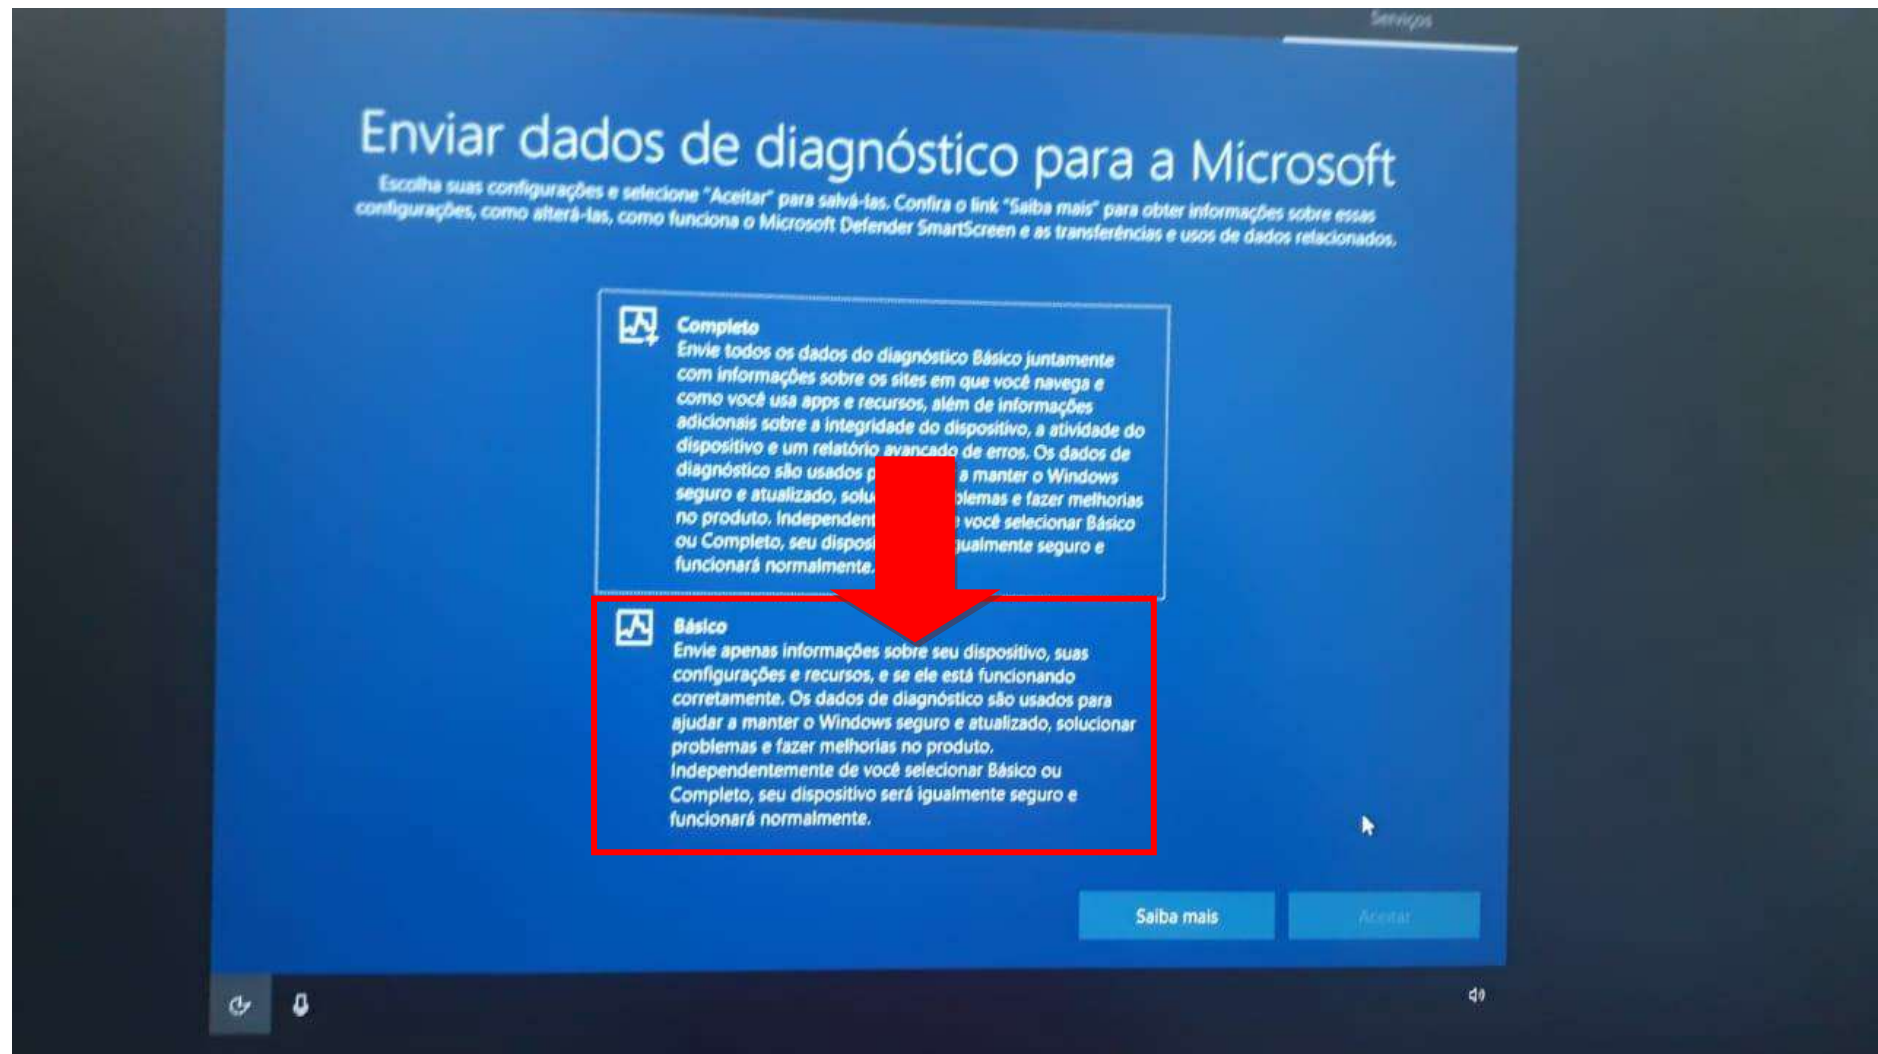 Serviços
Enviar dados de diagnóstico para a Microsoft
Escolha suas configurações e selecione "Aceitar" para salvá-las. Confira o link "Saiba mais" para obter informações sobre essas
configurações, como alterá-las, como funciona o Microsoft Defender SmartScreen e as transferências e usos de dados relacionados.
Completo
Envie todos os dados do diagnóstico Básico juntamente
com informações sobre os sites em que você navega e
como você usa apps e recursos, além de informações
adicionais sobre a integridade do dispositivo, a atividade do
dispositivo e um relatório avançado de erros. Os dados de
diagnóstico são usados a manter o Windows
seguro e atualizado, fazer melhorias
no produto. você selecionar Básico
ou Completo, seu igualmente seguro e
funcionará normalmente.
Básico
Envie apenas informações sobre seu dispositivo, suas
configurações e recursos, e se ele está funcionando
corretamente. Os dados de diagnóstico são usados para
ajudar a manter o Windows seguro e atualizado, solucionar
problemas e fazer melhorias no produto.
Independentemente de você selecionar Básico ou
Completo, seu dispositivo será igualmente seguro e
funcionará normalmente.
Saiba mais
Aceitar